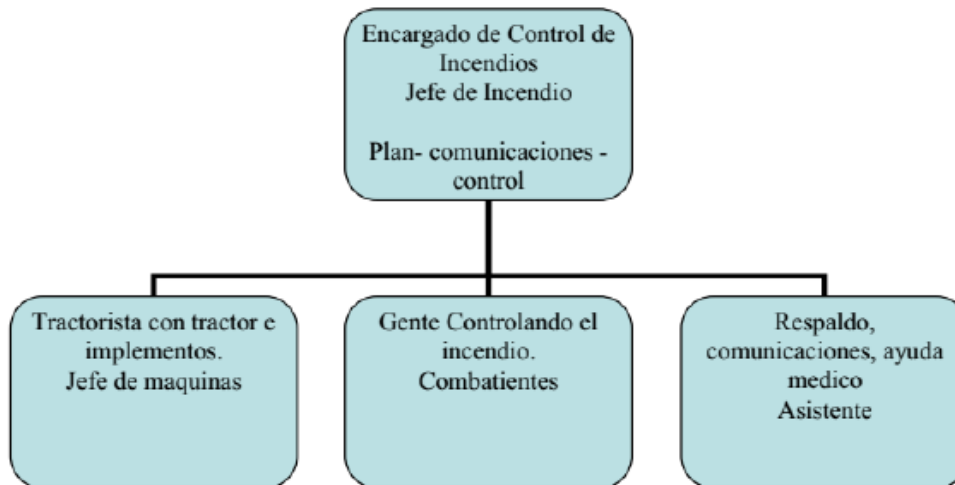 Encargado de Control de
Incendios
Jefe de Incendio
Plan- comunicaciones -
control
Tractorista con tractor e
implementos.
Jefe de maquinas
Gente Controlando el
incendio.
Combatientes
Respaldo,
comunicaciones, ayuda
medico
Asistente